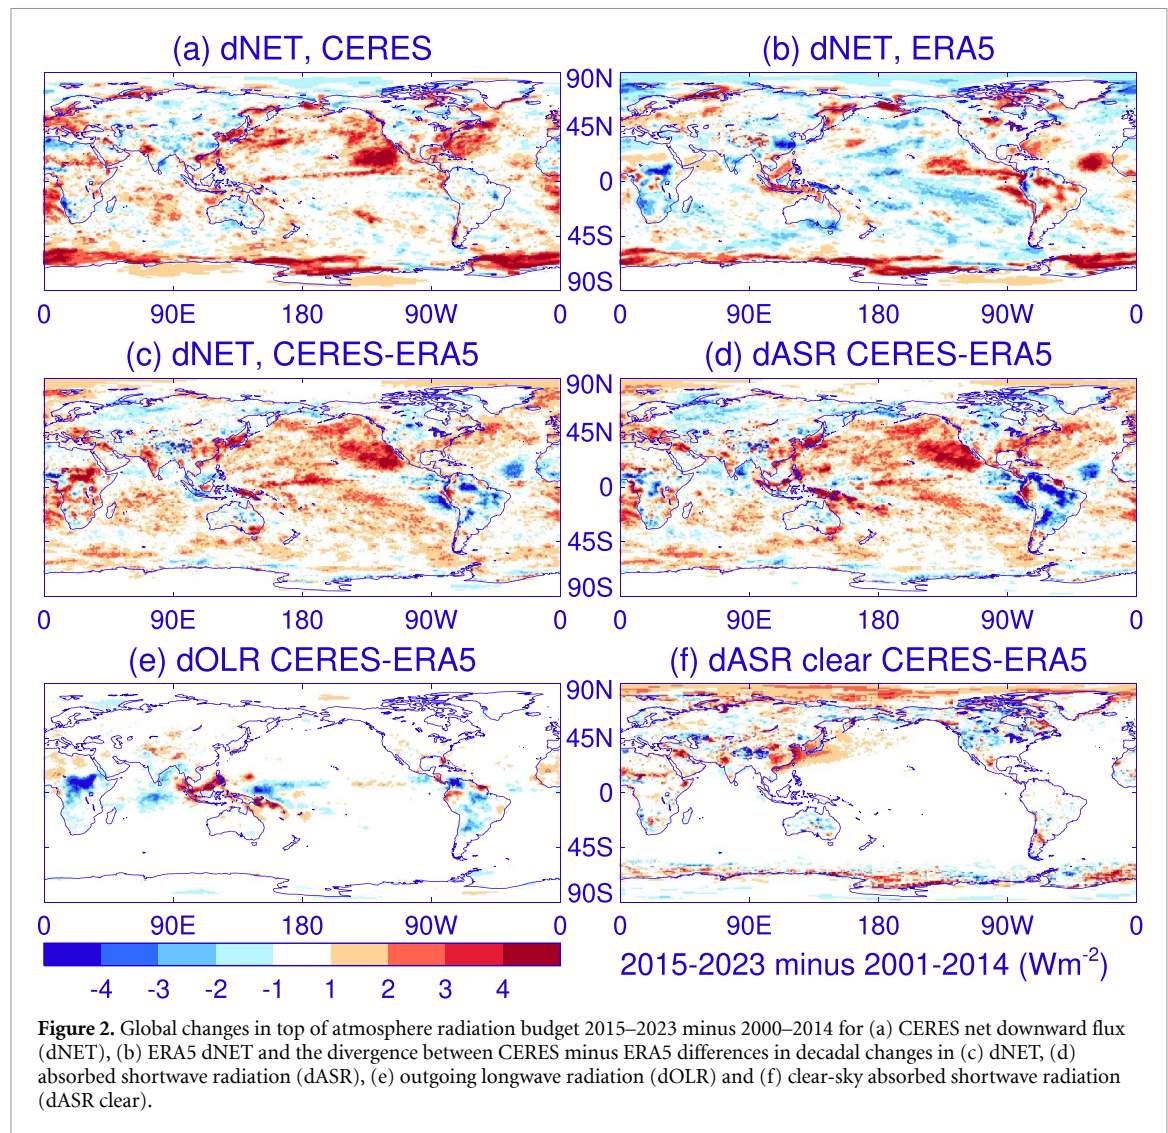 (a) dNET, CERES
(b) dNET, ERA5
90N
45N
0
45S
90S
0 90E 180 90W 0
0 90E 180 90W 0
(c) dNET, CERES-ERA5
(d) dASR CERES-ERA5
90N
45N
0
45S
90S
0 90E 180 90W 0
0 90E 180 90W 0
(e) dOLR CERES-ERA5
(f) dASR clear CERES-ERA5
90N
45N
0
45S
90S
0 90E 180 90W 0
0 90E 180 90W 0
-4 -3 -2 -1 1 2 3 4
2015-2023 minus 2001-2014 (Wm-2)
Figure 2. Global changes in top of atmosphere radiation budget 2015–2023 minus 2000–2014 for (a) CERES net downward flux
(dNET), (b) ERA5 dNET and the divergence between CERES minus ERA5 differences in decadal changes in (c) dNET, (d)
absorbed shortwave radiation (dASR), (e) outgoing longwave radiation (dOLR) and (f) clear-sky absorbed shortwave radiation
(dASR clear).